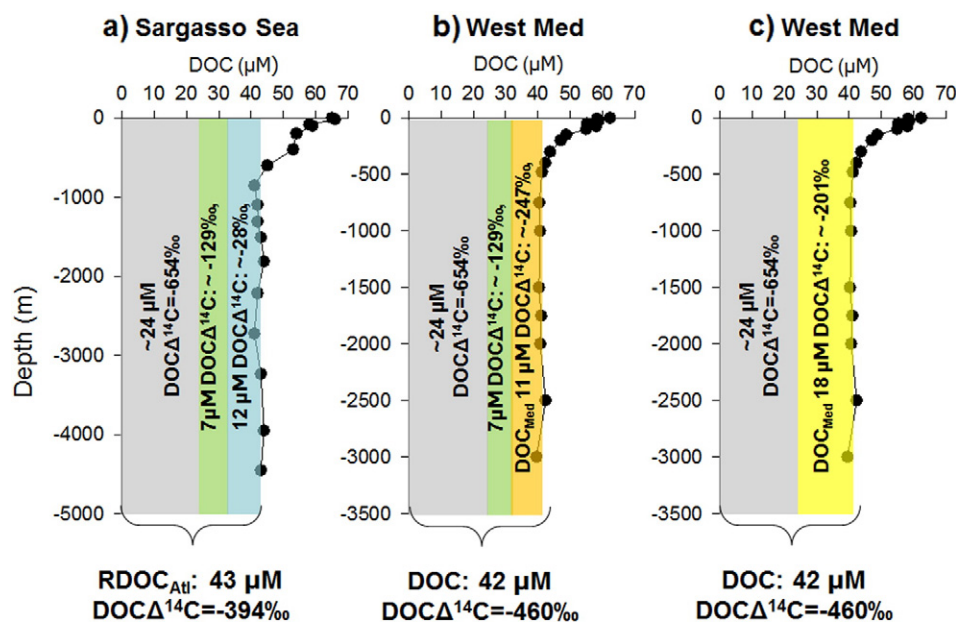 a) Sargasso Sea
DOC (µM)
0 10 20 30 40 50 60 70
0
-1000
-2000
-3000
-4000
-5000
Depth (m)
~24 µM
DOCΔ¹⁴C=-654‰
7µM DOCΔ¹⁴C: ~ -129‰,
12 µM DOCΔ¹⁴C: ~-28‰,
RDOC_Atl: 43 µM
DOCΔ¹⁴C=-394‰
b) West Med
DOC (µM)
0 10 20 30 40 50 60 70
0
-500
-1000
-1500
-2000
-2500
-3000
-3500
~24 µM
DOCΔ¹⁴C=-654‰
7µM DOCΔ¹⁴C: ~ -129‰,
DOC_Med 11 µM DOCΔ¹⁴C: ~-247‰,
DOC: 42 µM
DOCΔ¹⁴C=-460‰
c) West Med
DOC (µM)
0 10 20 30 40 50 60 70
0
-500
-1000
-1500
-2000
-2500
-3000
-3500
~24 µM
DOCΔ¹⁴C=-654‰
DOC_Med 18 µM DOCΔ¹⁴C: ~ -201‰
DOC: 42 µM
DOCΔ¹⁴C=-460‰